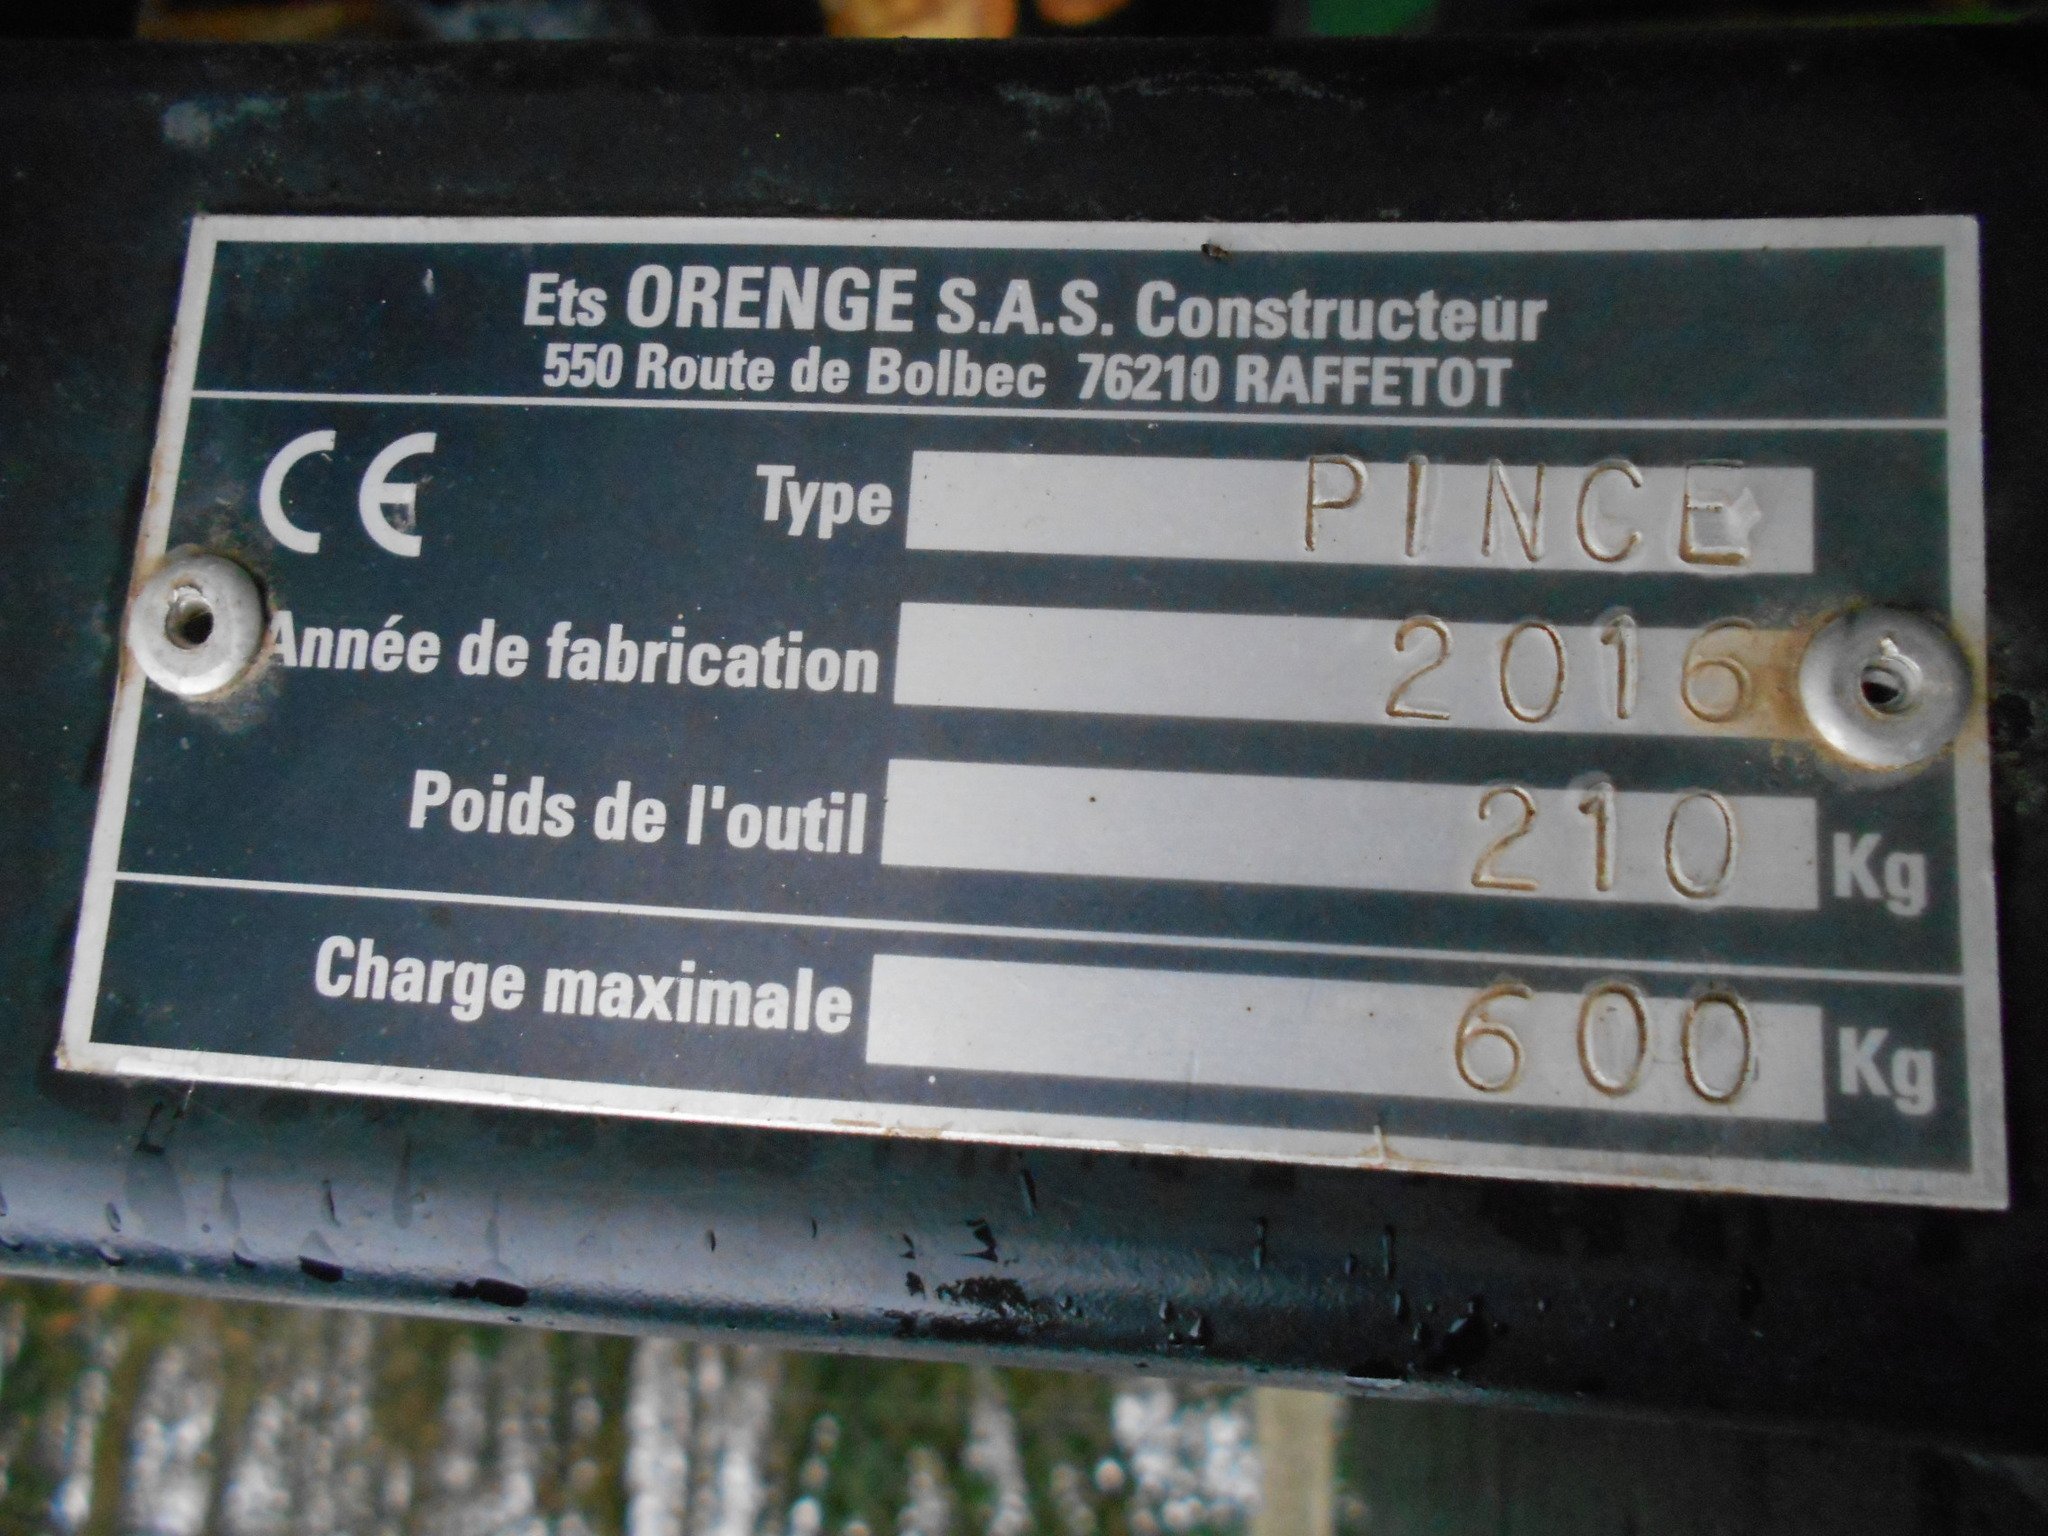 Ets ORENGE S.A.S. Constructeur
550 Route de Bolbec 76210 RAFFETOT
CE Type PINCE
Année de fabrication 2016
Poids de l'outil 210 Kg
Charge maximale 600 Kg